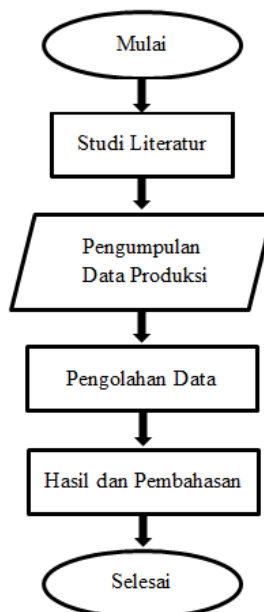 Mulai
Studi Literatur
Pengumpulan
Data Produksi
Pengolahan Data
Hasil dan Pembahasan
Selesai